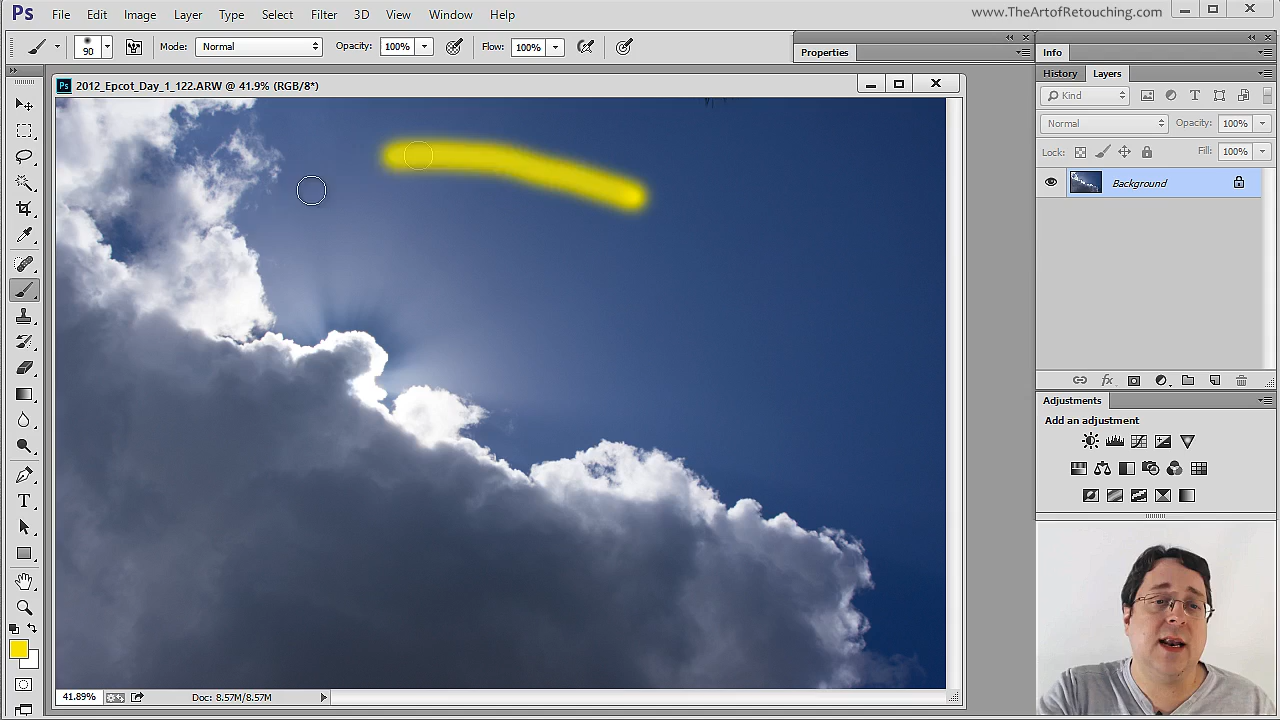 www.TheArtofRetouching.com
Ps File Edit Image Layer Type Select Filter 3D View Window Help
90 Mode: Normal Opacity: 100% Flow: 100%
Properties
Info
Ps 2012_Epcot_Day_1_122.ARW @ 41.9% (RGB/8*)
History Layers
Kind
Normal Opacity: 100%
Lock: Fill: 100%
Background
fx
Adjustments
Add an adjustment
T
41.89% Doc: 8.57M/8.57M